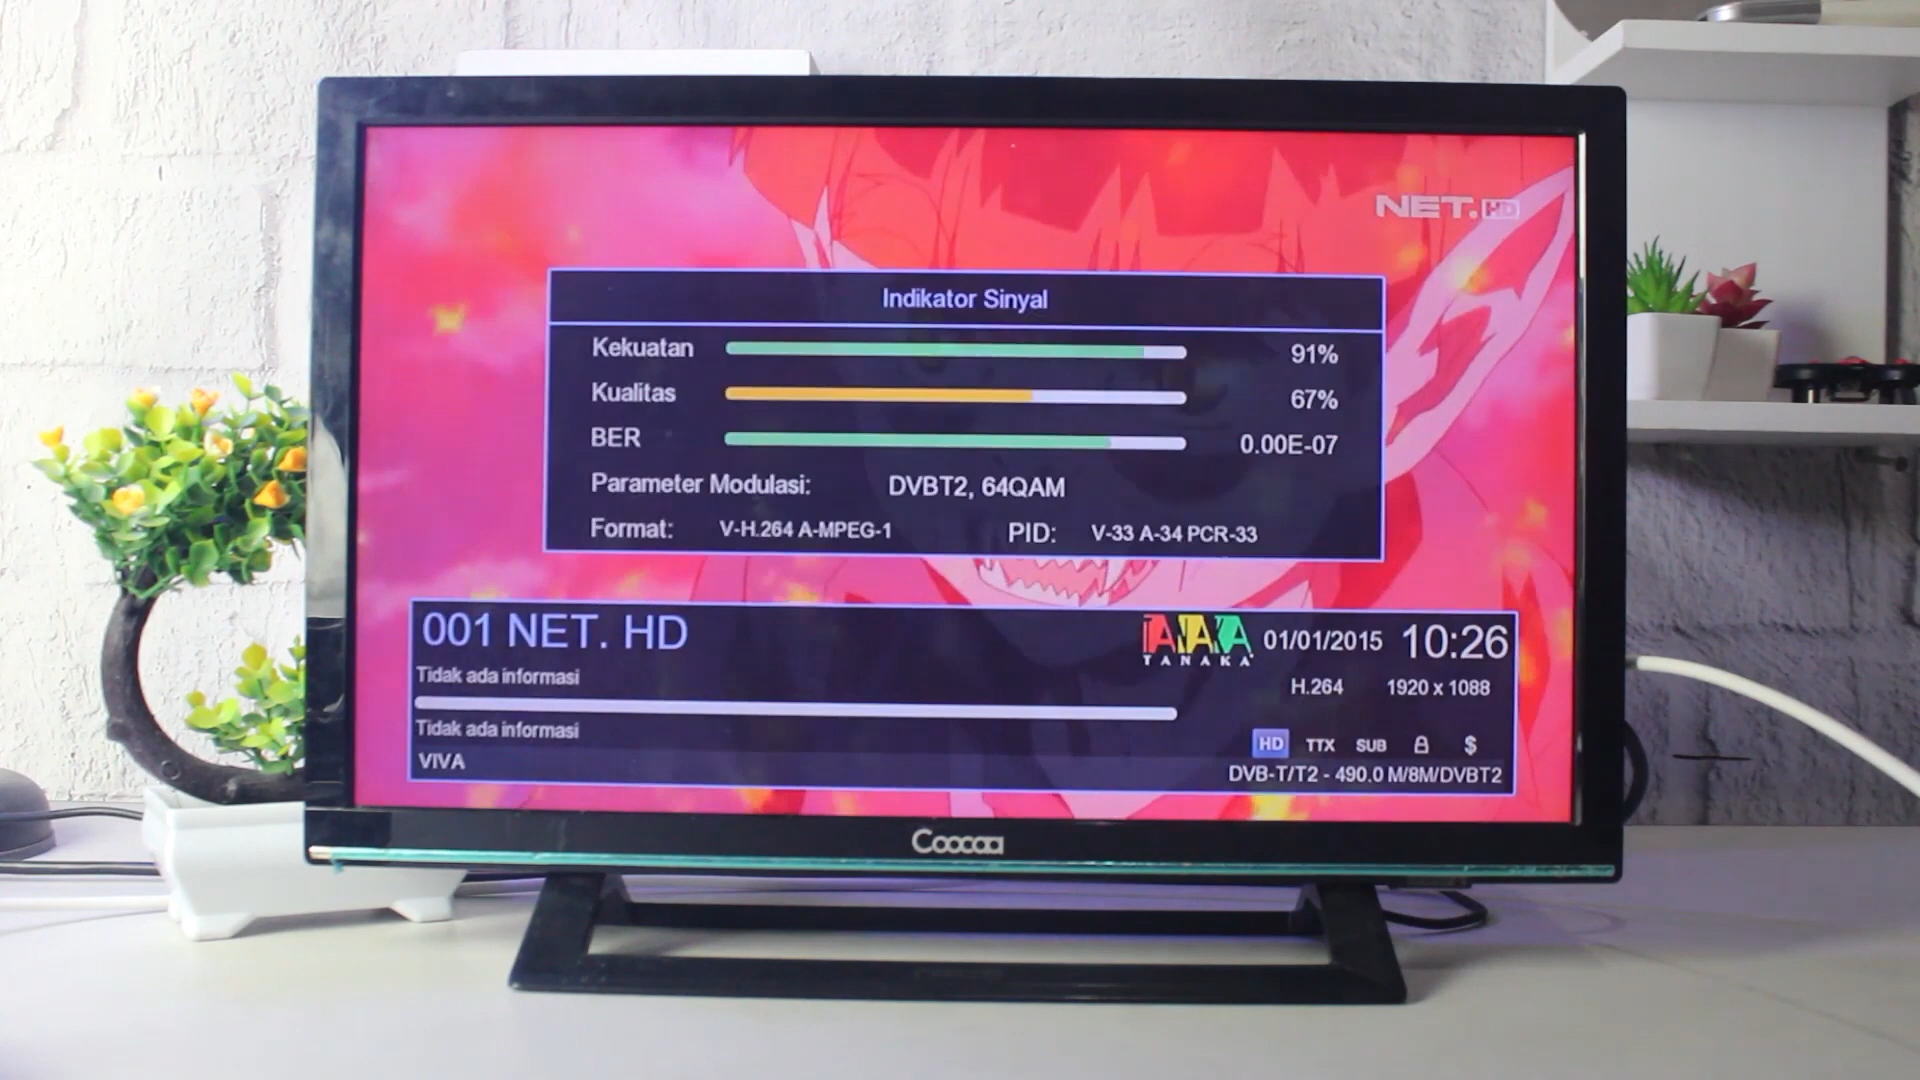 NET. HD
Indikator Sinyal
Kekuatan 91%
Kualitas 67%
BER 0.00E-07
Parameter Modulasi: DVBT2, 64QAM
Format: V-H.264 A-MPEG-1 PID: V-33 A-34 PCR-33
001 NET. HD TANAKA 01/01/2015 10:26
TANAKA
Tidak ada informasi H.264 1920 x 1088
Tidak ada informasi HD TTX SUB $
VIVA DVB-T/T2 - 490.0 M/8M/DVBT2
Coocaa